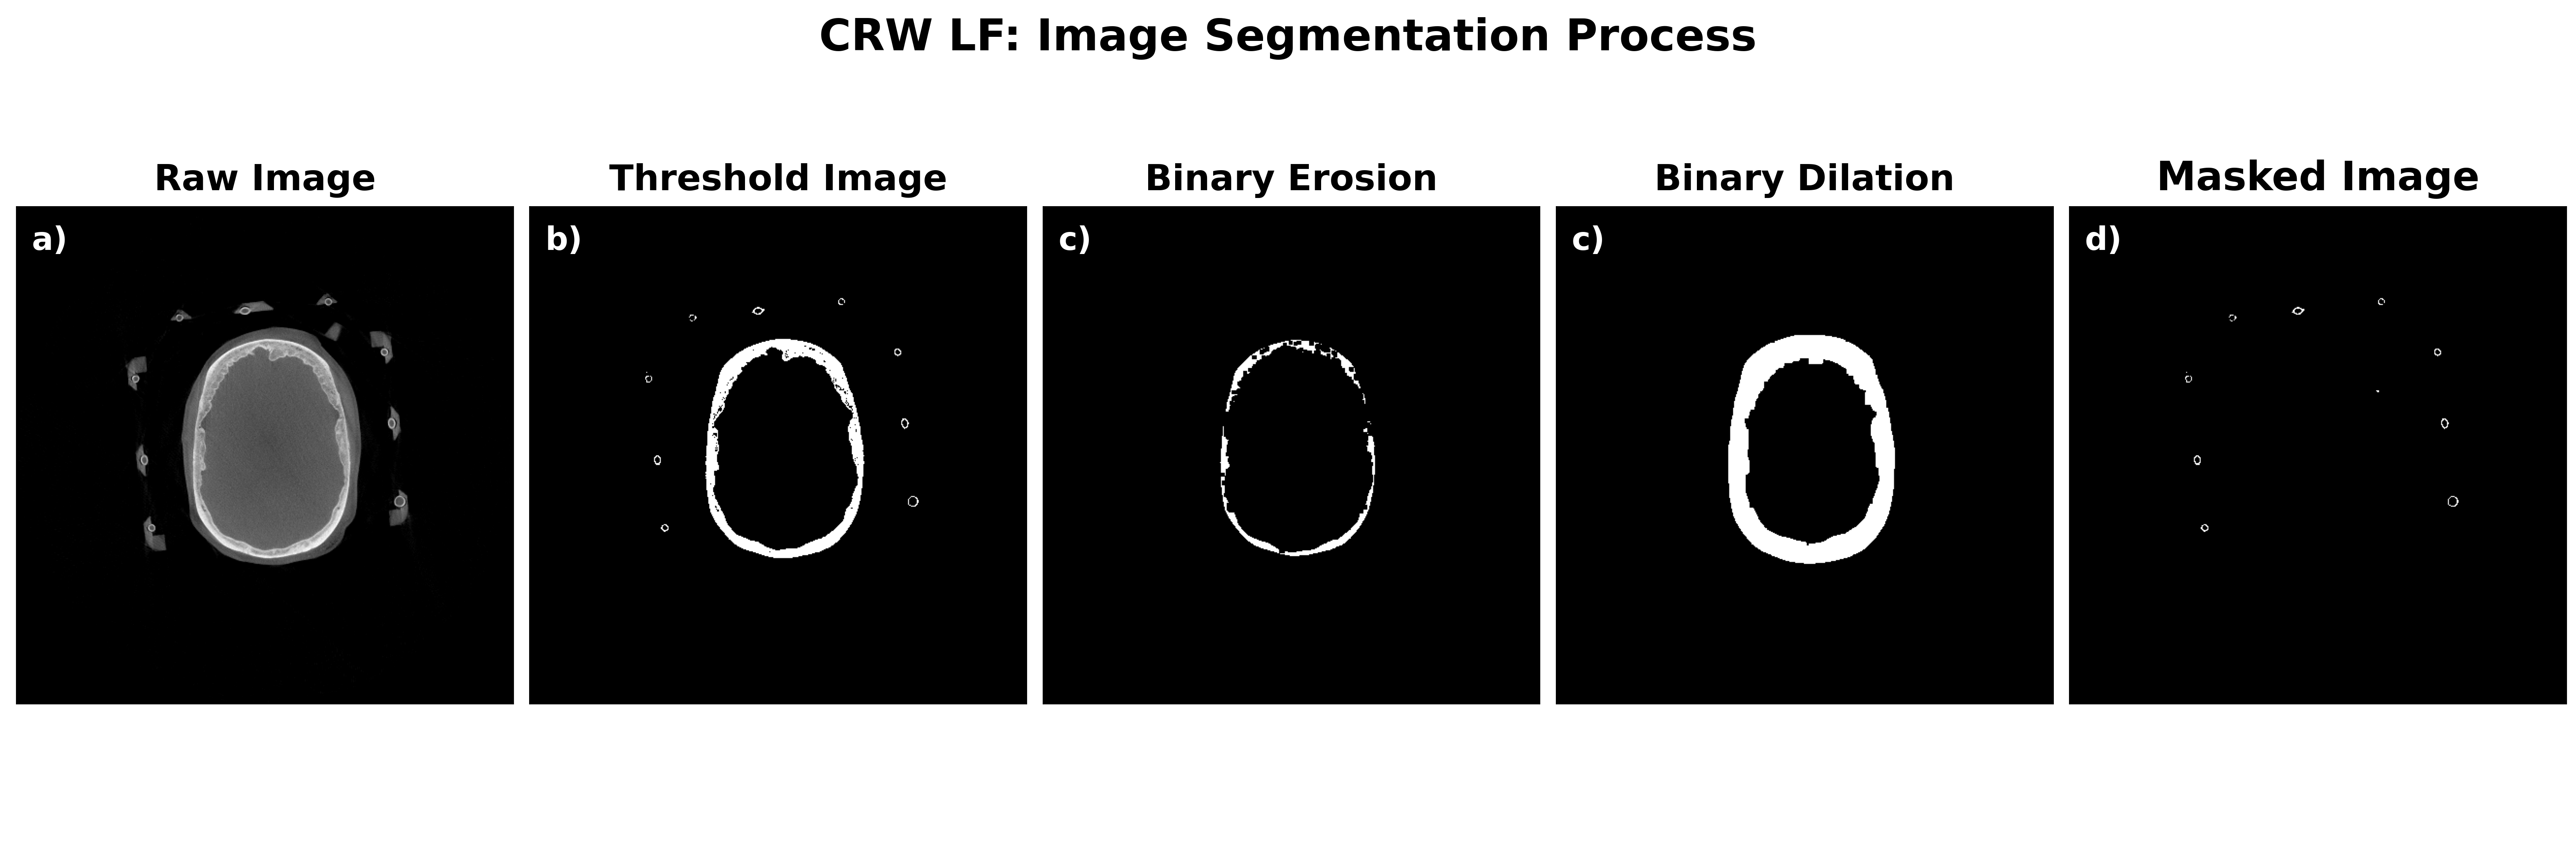 CRW LF: Image Segmentation Process
Raw Image
Threshold Image
Binary Erosion
Binary Dilation
Masked Image
a)
b)
c)
c)
d)